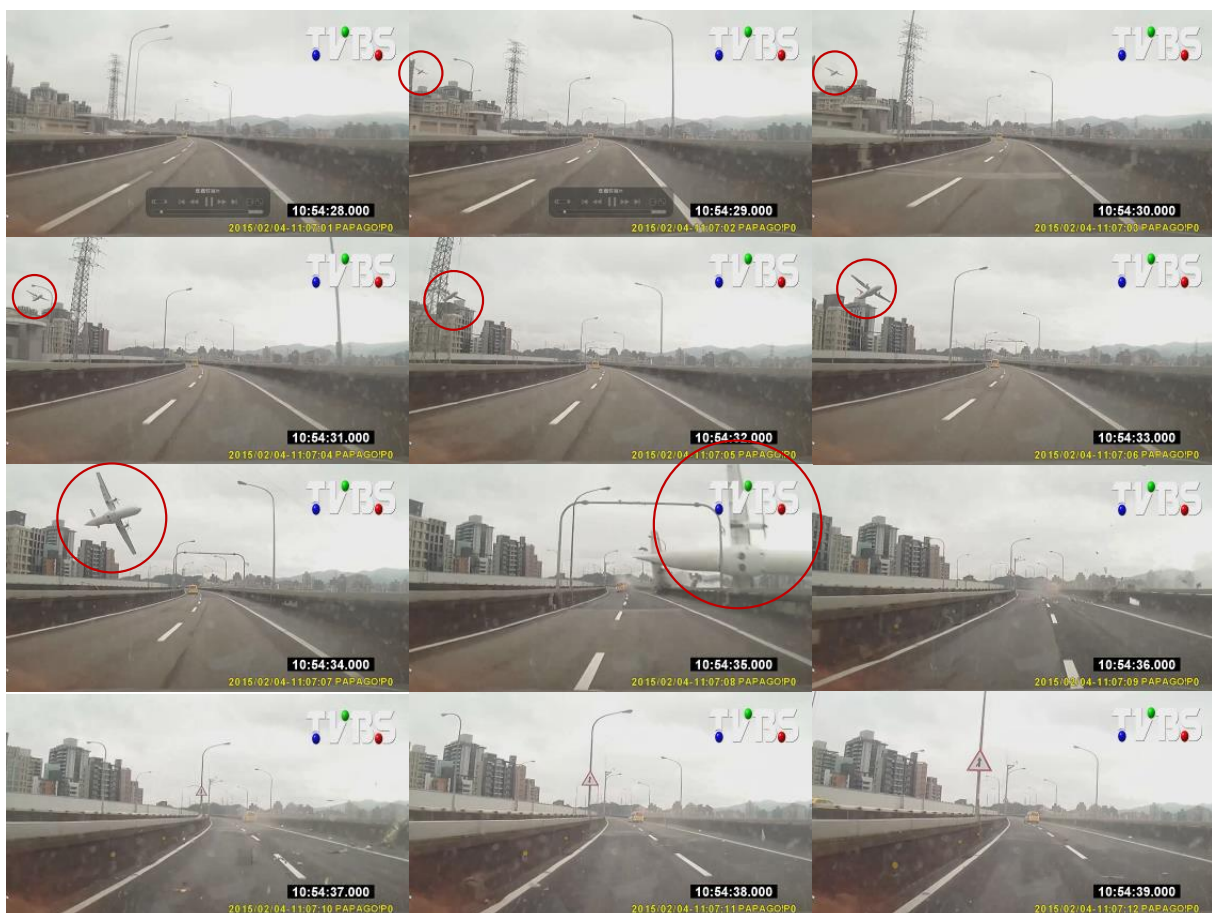 TVBS
10:54:28.000
2015/02/04-11:07:01 PAPAGO!P0
TVBS
10:54:29.000
2015/02/04-11:07:02 PAPAGO!P0
TVBS
10:54:30.000
2015/02/04-11:07:03 PAPAGO!P0
TVBS
10:54:31.000
2015/02/04-11:07:04 PAPAGO!P0
TVBS
10:54:32.000
2015/02/04-11:07:05 PAPAGO!P0
TVBS
10:54:33.000
2015/02/04-11:07:06 PAPAGO!P0
TVBS
10:54:34.000
2015/02/04-11:07:07 PAPAGO!P0
TVBS
10:54:35.000
2015/02/04-11:07:08 PAPAGO!P0
TVBS
10:54:36.000
2015/02/04-11:07:09 PAPAGO!P0
TVBS
10:54:37.000
2015/02/04-11:07:10 PAPAGO!P0
TVBS
10:54:38.000
2015/02/04-11:07:11 PAPAGO!P0
TVBS
10:54:39.000
2015/02/04-11:07:12 PAPAGO!P0